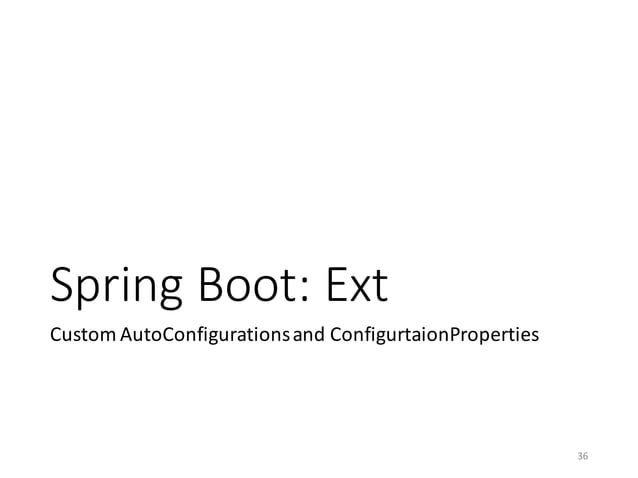 Spring Boot: Ext
Custom AutoConfigurations and ConfigurtaionProperties
36